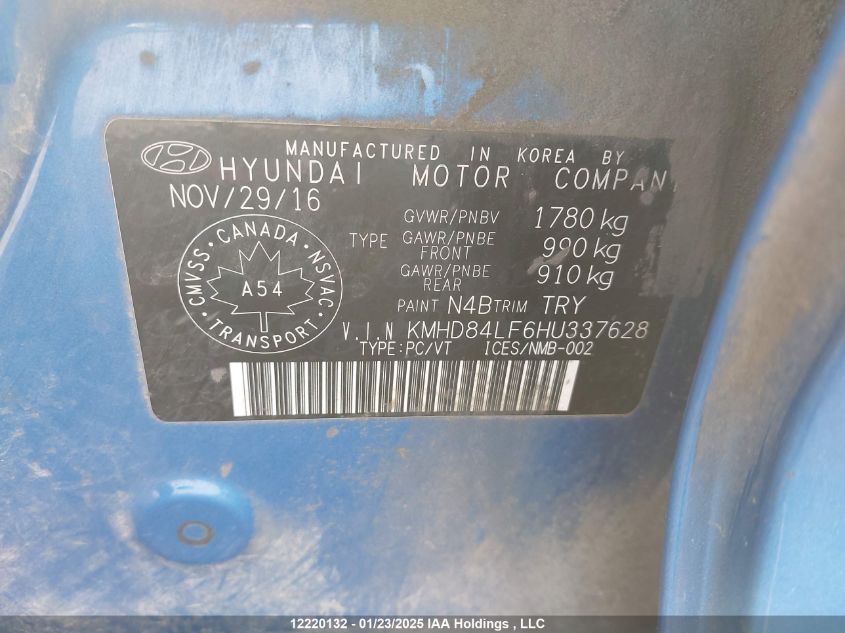 MANUFACTURED IN KOREA BY
HYUNDAI MOTOR COMPAN
NOV/29/16
GVWR/PNBV 1780 kg
TYPE GAWR/PNBE FRONT 990 kg
GAWR/PNBE REAR 910 kg
CMVSS · CANADA · NSVAC
A54
TRANSPORT
PAINT N4B TRIM TRY
V.I.N KMHD84LF6HU337628
TYPE:PC/VT ICES/NMB-002
12220132 - 01/23/2025 IAA Holdings , LLC